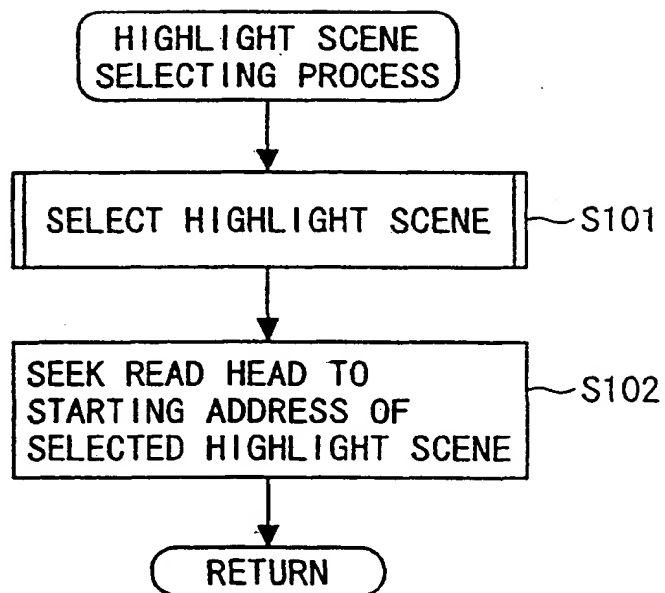 HIGHLIGHT SCENE
SELECTING PROCESS
SELECT HIGHLIGHT SCENE
S101
SEEK READ HEAD TO
STARTING ADDRESS OF
SELECTED HIGHLIGHT SCENE
S102
RETURN